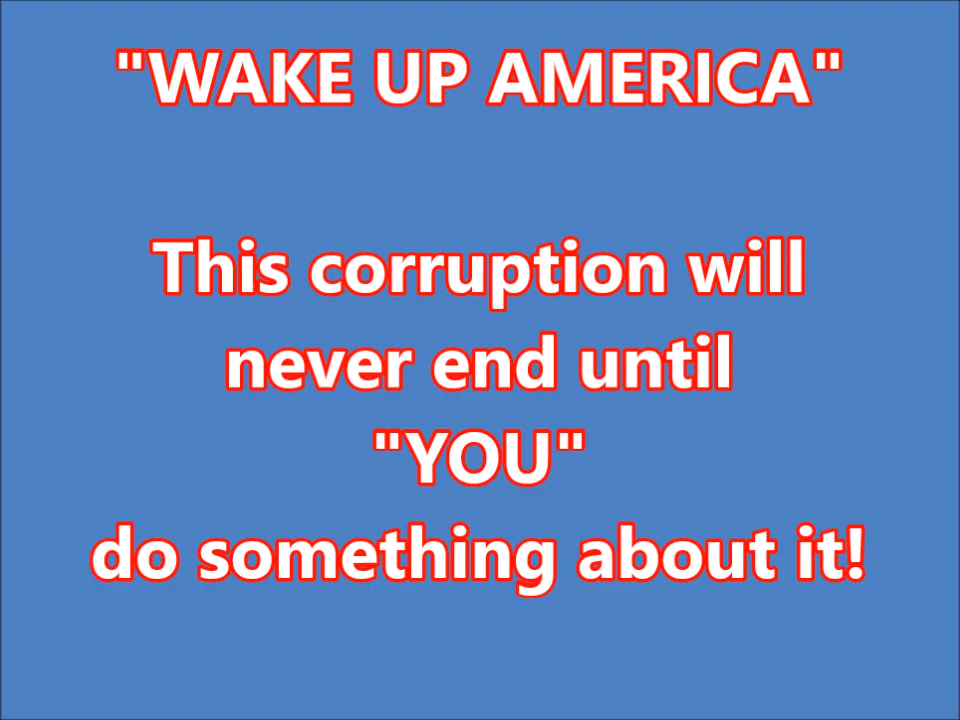 "WAKE UP AMERICA"
This corruption will
never end until
"YOU"
do something about it!